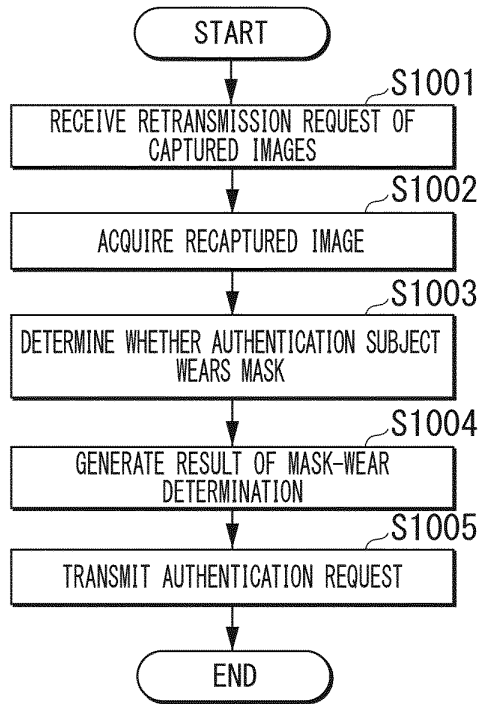 START
S1001
RECEIVE RETRANSMISSION REQUEST OF
CAPTURED IMAGES
S1002
ACQUIRE RECAPTURED IMAGE
S1003
DETERMINE WHETHER AUTHENTICATION SUBJECT
WEARS MASK
S1004
GENERATE RESULT OF MASK-WEAR
DETERMINATION
S1005
TRANSMIT AUTHENTICATION REQUEST
END